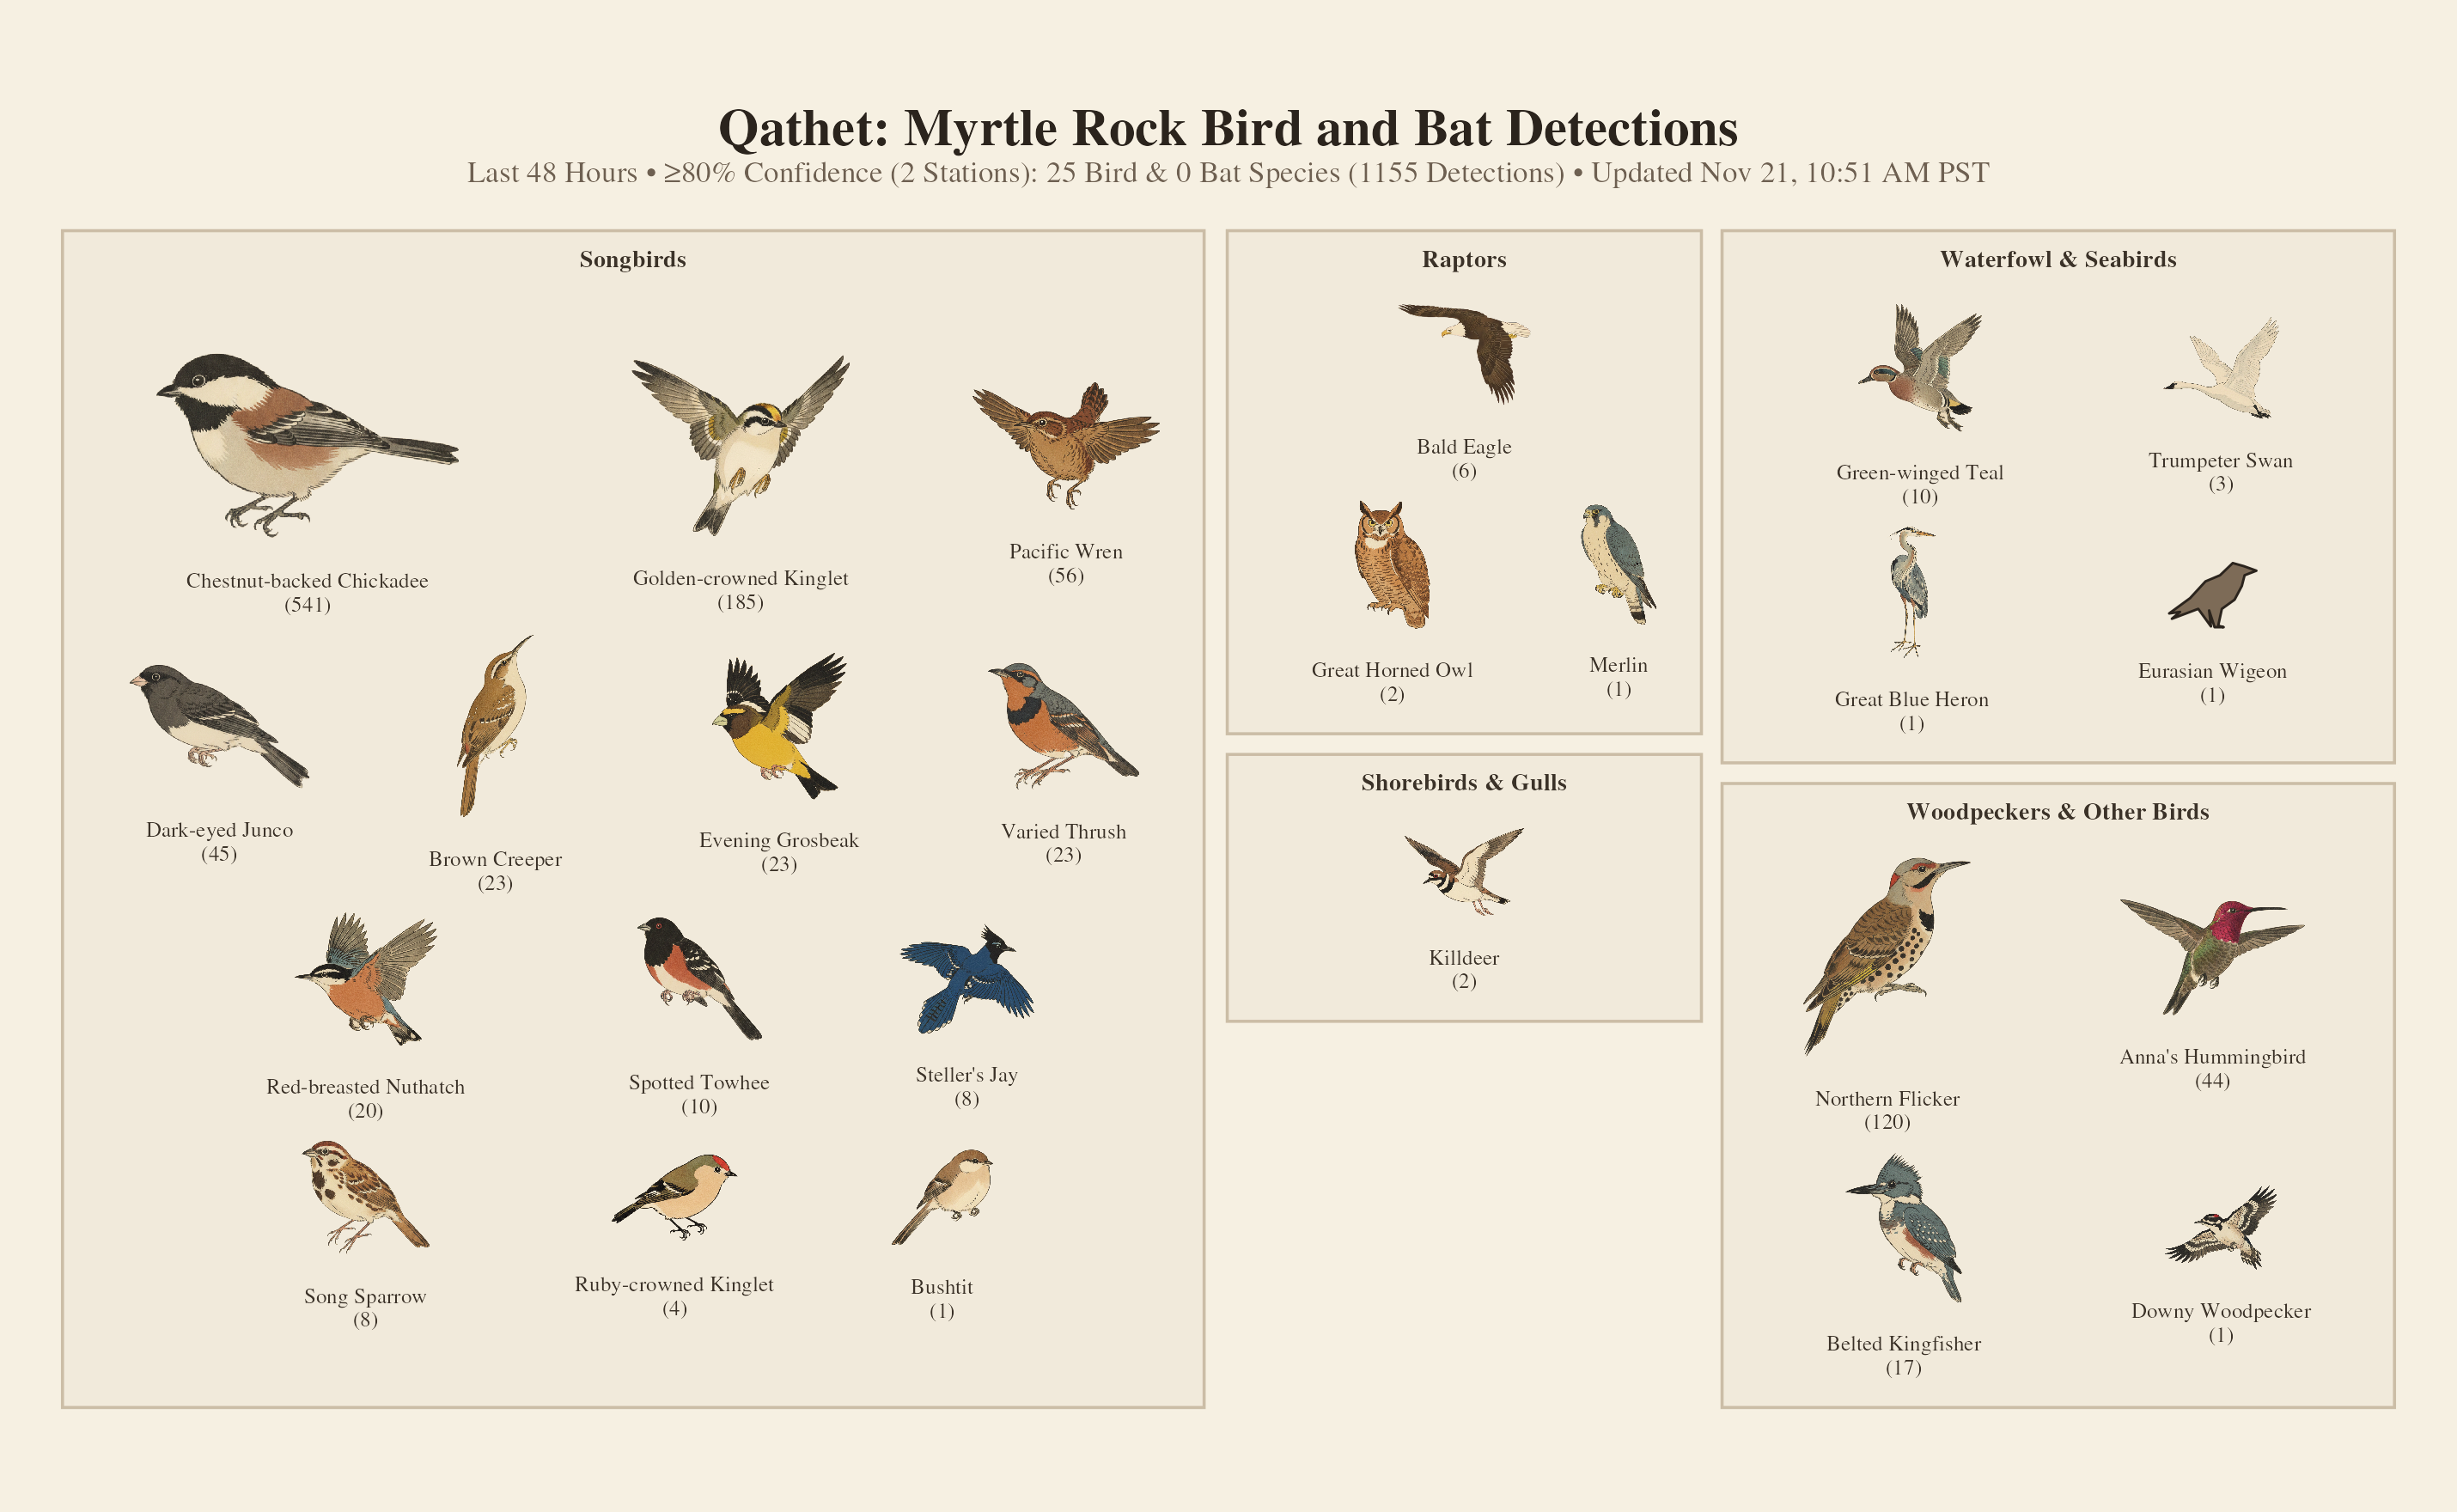 Qathet: Myrtle Rock Bird and Bat Detections
Last 48 Hours • ≥80% Confidence (2 Stations): 25 Bird & 0 Bat Species (1155 Detections) • Updated Nov 21, 10:51 AM PST
Songbirds
Chestnut-backed Chickadee
(541)
Golden-crowned Kinglet
(185)
Pacific Wren
(56)
Dark-eyed Junco
(45)
Brown Creeper
(23)
Evening Grosbeak
(23)
Varied Thrush
(23)
Red-breasted Nuthatch
(20)
Spotted Towhee
(10)
Steller's Jay
(8)
Song Sparrow
(8)
Ruby-crowned Kinglet
(4)
Bushtit
(1)
Raptors
Bald Eagle
(6)
Great Horned Owl
(2)
Merlin
(1)
Shorebirds & Gulls
Killdeer
(2)
Waterfowl & Seabirds
Green-winged Teal
(10)
Trumpeter Swan
(3)
Great Blue Heron
(1)
Eurasian Wigeon
(1)
Woodpeckers & Other Birds
Northern Flicker
(120)
Anna's Hummingbird
(44)
Belted Kingfisher
(17)
Downy Woodpecker
(1)